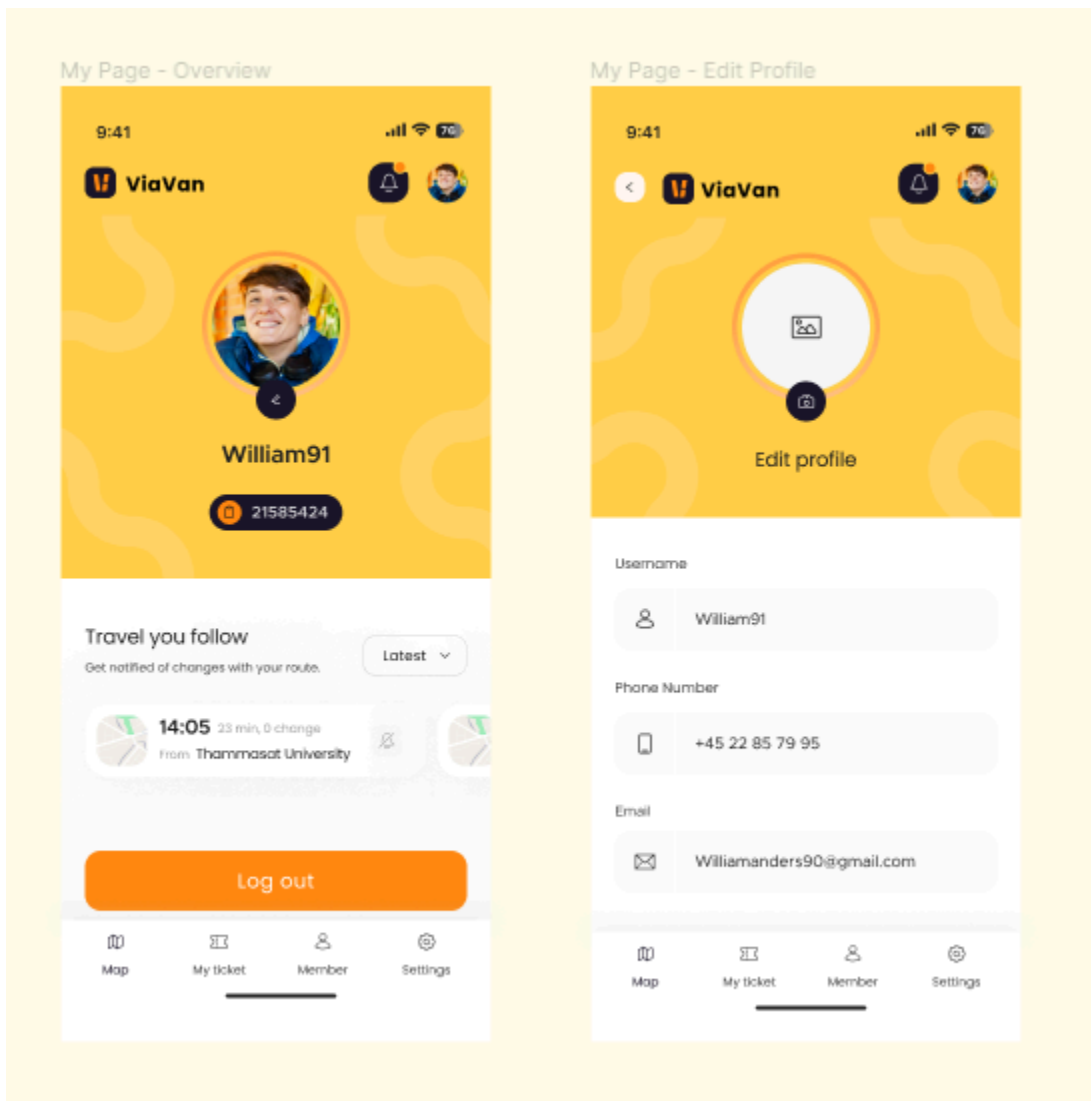 My Page - Overview
9:41
76
ViaVan
William91
21585424
Travel you follow
Get notified of changes with your route.
Latest
14:05 23 min, 0 change
From Thammasat University
Log out
Map
My ticket
Member
Settings
My Page - Edit Profile
9:41
76
ViaVan
Edit profile
Username
William91
Phone Number
+45 22 85 79 95
Email
Williamanders90@gmail.com
Map
My ticket
Member
Settings